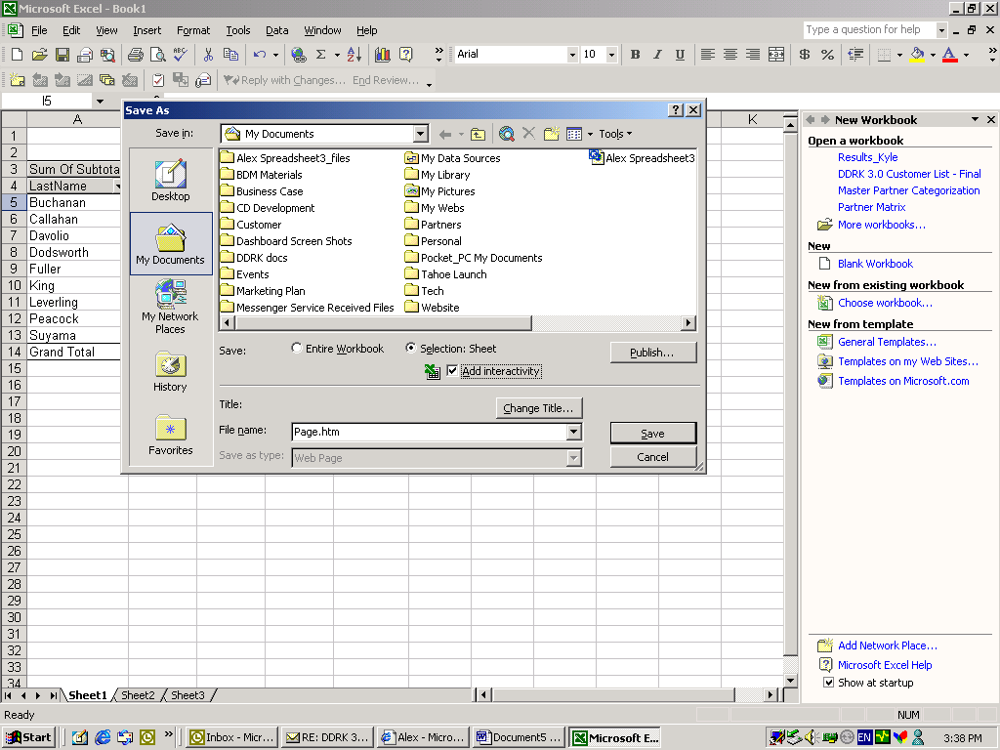 Microsoft Excel - Book1
File Edit View Insert Format Tools Data Window Help
Type a question for help
Arial 10 B I U $ %
Reply with Changes... End Review...
I5
A K
1
2
3 Sum Of Subtota
4 LastName
5 Buchanan
6 Callahan
7 Davolio
8 Dodsworth
9 Fuller
10 King
11 Leverling
12 Peacock
13 Suyama
14 Grand Total
15
16
17
18
19
20
21
22
23
24
25
26
27
28
29
30
31
32
33
34
Save As
Save in: My Documents Tools
Desktop
My Documents
My Network
Places
History
Favorites
Alex Spreadsheet3_files My Data Sources Alex Spreadsheet3
BDM Materials My Library
Business Case My Pictures
CD Development My Webs
Customer Partners
Dashboard Screen Shots Personal
DDRK docs Pocket_PC My Documents
Events Tahoe Launch
Marketing Plan Tech
Messenger Service Received Files Website
Save: Entire Workbook Selection: Sheet Publish...
Add interactivity
Title: Change Title...
File name: Page.htm Save
Save as type: Web Page Cancel
New Workbook
Open a workbook
Results_Kyle
DDRK 3.0 Customer List - Final
Master Partner Categorization
Partner Matrix
More workbooks...
New
Blank Workbook
New from existing workbook
Choose workbook...
New from template
General Templates...
Templates on my Web Sites...
Templates on Microsoft.com
Add Network Place...
Microsoft Excel Help
Show at startup
Sheet1 Sheet2 Sheet3
Ready NUM
Start Inbox - Micr... RE: DDRK 3... Alex - Micro... Document5 ... Microsoft E... EN 3:38 PM